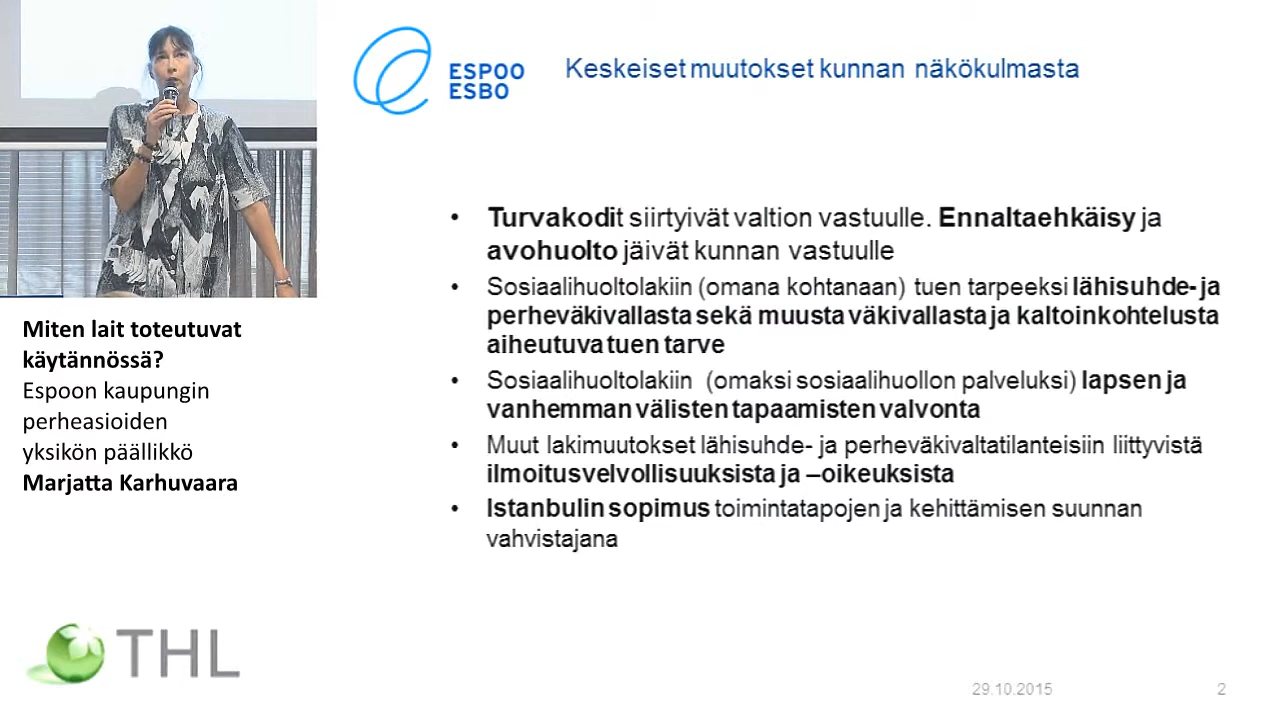 ESPOO
ESBO
Keskeiset muutokset kunnan näkökulmasta
• Turvakodit siirtyivät valtion vastuulle. Ennaltaehkäisy ja
avohuolto jäivät kunnan vastuulle
• Sosiaalihuoltolakiin (omana kohtanaan) tuen tarpeeksi lähisuhde- ja
perheväkivallasta sekä muusta väkivallasta ja kaltoinkohtelusta
aiheutuva tuen tarve
• Sosiaalihuoltolakiin (omaksi sosiaalihuollon palveluksi) lapsen ja
vanhemman välisten tapaamisten valvonta
• Muut lakimuutokset lähisuhde- ja perheväkivaltatilanteisiin liittyvistä
ilmoitusvelvollisuuksista ja –oikeuksista
• Istanbulin sopimus toimintatapojen ja kehittämisen suunnan
vahvistajana
Miten lait toteutuvat
käytännössä?
Espoon kaupungin
perheasioiden
yksikön päällikkö
Marjatta Karhuvaara
THL
29.10.2015
2